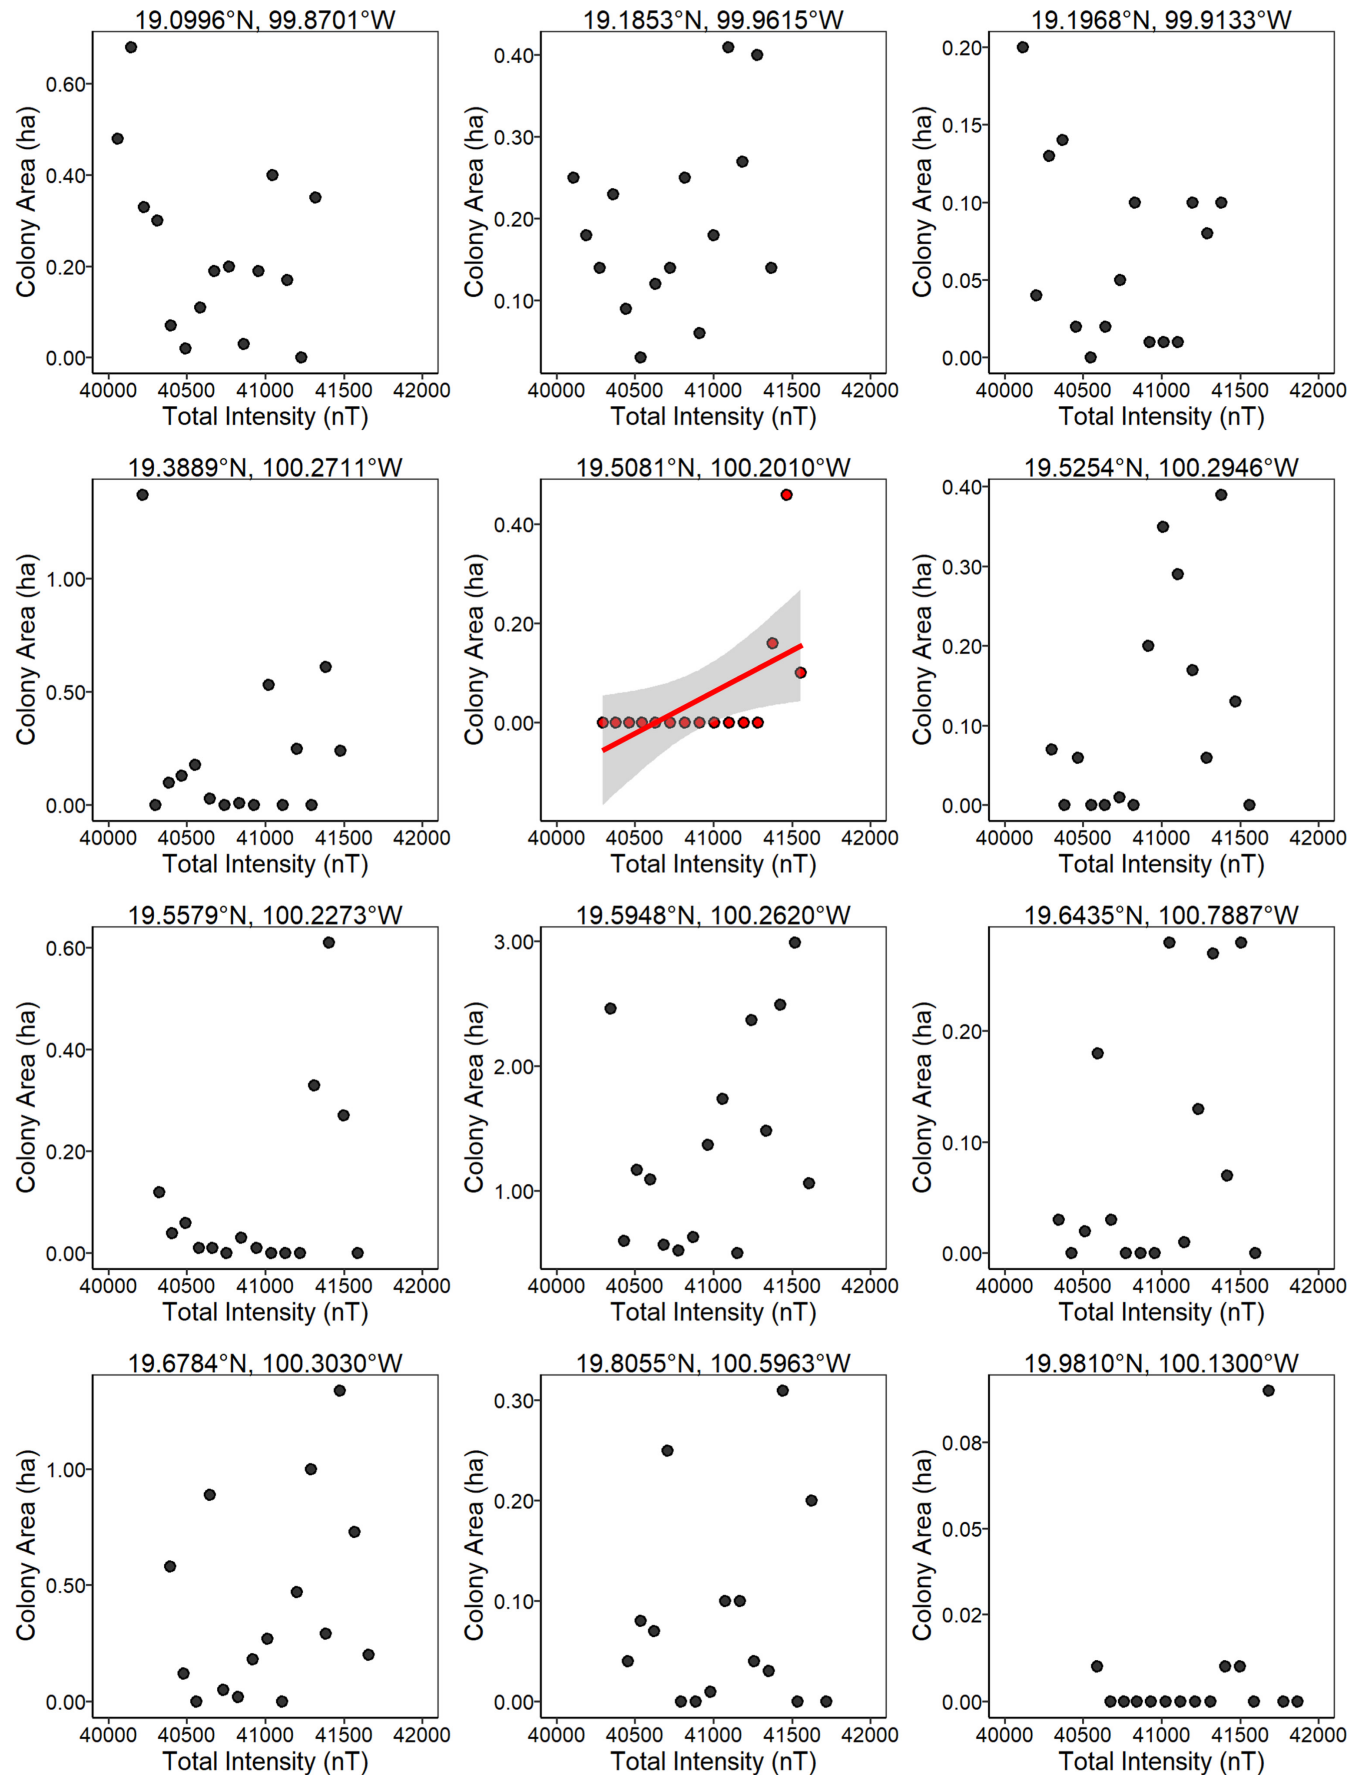 19.0996°N, 99.8701°W
Colony Area (ha)
0.60
0.40
0.20
0.00
40000 40500 41000 41500 42000
Total Intensity (nT)
19.1853°N, 99.9615°W
Colony Area (ha)
0.40
0.30
0.20
0.10
40000 40500 41000 41500 42000
Total Intensity (nT)
19.1968°N, 99.9133°W
Colony Area (ha)
0.20
0.15
0.10
0.05
0.00
40000 40500 41000 41500 42000
Total Intensity (nT)
19.3889°N, 100.2711°W
Colony Area (ha)
1.00
0.50
0.00
40000 40500 41000 41500 42000
Total Intensity (nT)
19.5081°N, 100.2010°W
Colony Area (ha)
0.40
0.20
0.00
40000 40500 41000 41500 42000
Total Intensity (nT)
19.5254°N, 100.2946°W
Colony Area (ha)
0.40
0.30
0.20
0.10
0.00
40000 40500 41000 41500 42000
Total Intensity (nT)
19.5579°N, 100.2273°W
Colony Area (ha)
0.60
0.40
0.20
0.00
40000 40500 41000 41500 42000
Total Intensity (nT)
19.5948°N, 100.2620°W
Colony Area (ha)
3.00
2.00
1.00
40000 40500 41000 41500 42000
Total Intensity (nT)
19.6435°N, 100.7887°W
Colony Area (ha)
0.20
0.10
0.00
40000 40500 41000 41500 42000
Total Intensity (nT)
19.6784°N, 100.3030°W
Colony Area (ha)
1.00
0.50
0.00
40000 40500 41000 41500 42000
Total Intensity (nT)
19.8055°N, 100.5963°W
Colony Area (ha)
0.30
0.20
0.10
0.00
40000 40500 41000 41500 42000
Total Intensity (nT)
19.9810°N, 100.1300°W
Colony Area (ha)
0.08
0.05
0.02
0.00
40000 40500 41000 41500 42000
Total Intensity (nT)